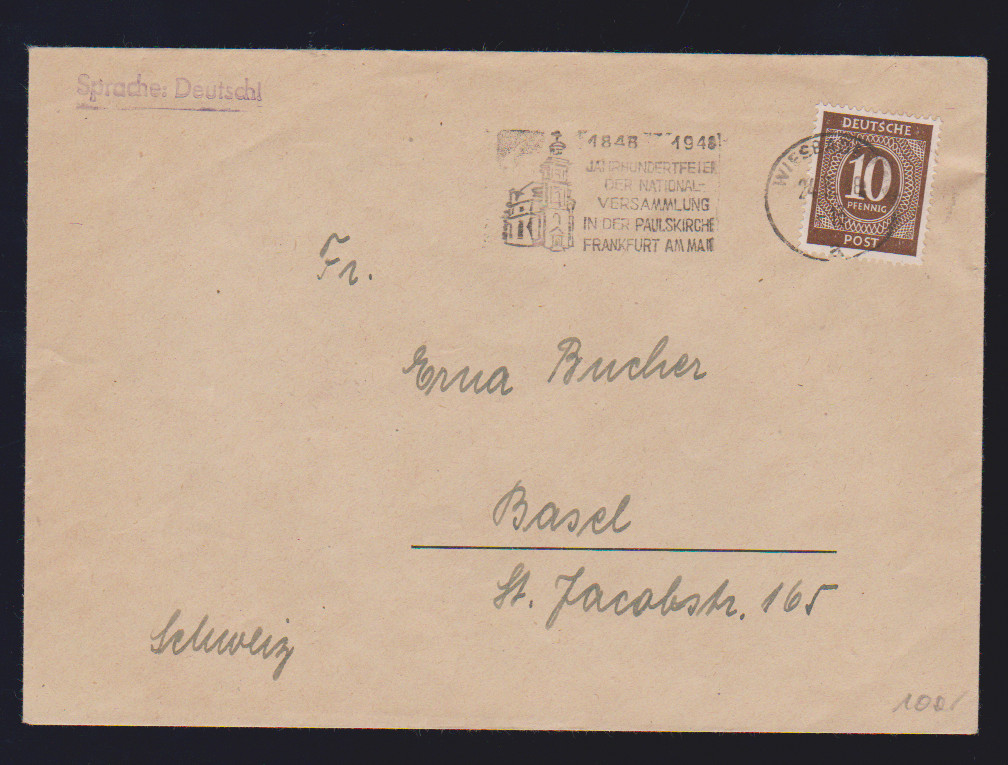 Sprache: Deutsch!
1848 1948
JAHRHUNDERTFEIER
DER NATIONAL-
VERSAMMLUNG
IN DER PAULSKIRCHE
FRANKFURT AM MAIN
DEUTSCHE
10
PFENNIG
POST
Fr.
Erna Bucher
Basel
St. Jacobstr. 165
Schweiz